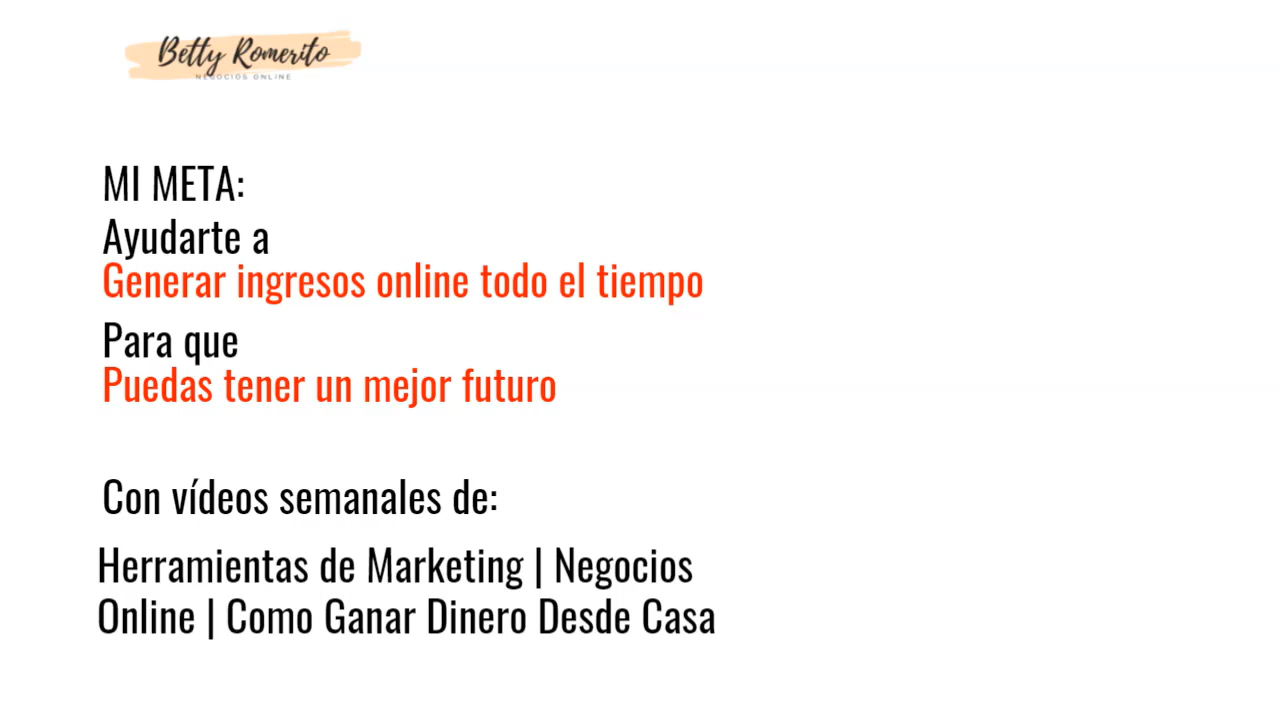 Betty Romerito
NEGOCIOS ONLINE
MI META:
Ayudarte a
Generar ingresos online todo el tiempo
Para que
Puedas tener un mejor futuro
Con vídeos semanales de:
Herramientas de Marketing | Negocios
Online | Como Ganar Dinero Desde Casa